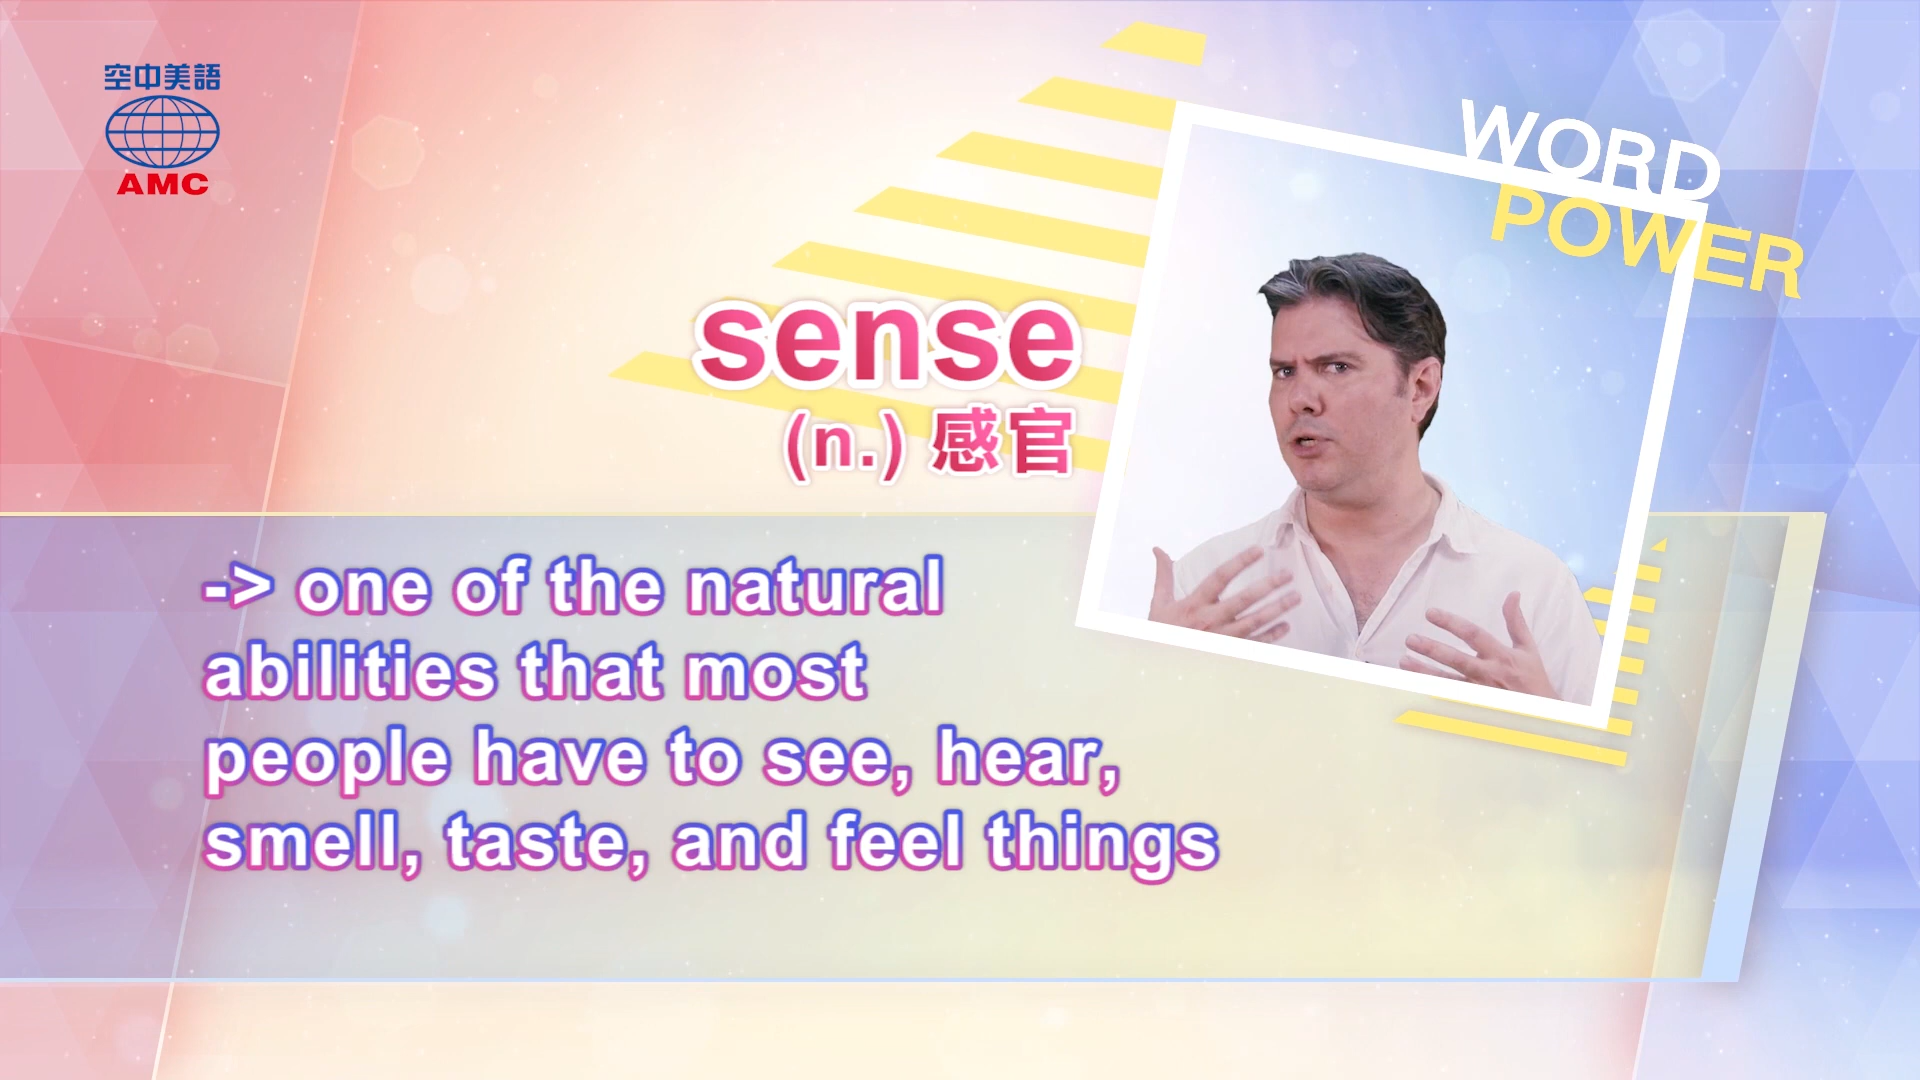 空中美語
AMC
WORD
POWER
sense
(n.) 感官
-> one of the natural
abilities that most
people have to see, hear,
smell, taste, and feel things